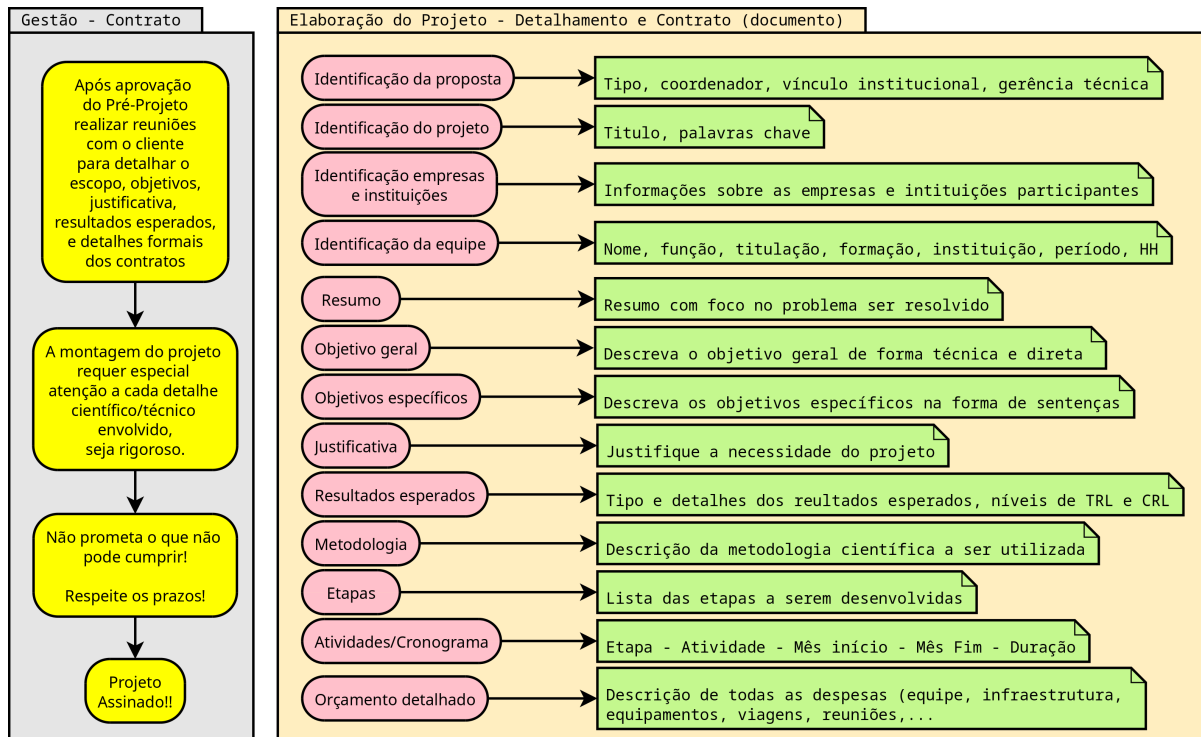 Gestão - Contrato
Após aprovação
do Pré-Projeto
realizar reuniões
com o cliente
para detalhar o
escopo, objetivos,
justificativa,
resultados esperados,
e detalhes formais
dos contratos
A montagem do projeto
requer especial
atenção a cada detalhe
científico/técnico
envolvido,
seja rigoroso.
Não prometa o que não
pode cumprir!
Respeite os prazos!
Projeto
Assinado!!
Elaboração do Projeto - Detalhamento e Contrato (documento)
Identificação da proposta
Tipo, coordenador, vínculo institucional, gerência técnica
Identificação do projeto
Titulo, palavras chave
Identificação empresas
e instituições
Informações sobre as empresas e intituições participantes
Identificação da equipe
Nome, função, titulação, formação, instituição, período, HH
Resumo
Resumo com foco no problema ser resolvido
Objetivo geral
Descreva o objetivo geral de forma técnica e direta
Objetivos específicos
Descreva os objetivos específicos na forma de sentenças
Justificativa
Justifique a necessidade do projeto
Resultados esperados
Tipo e detalhes dos reultados esperados, níveis de TRL e CRL
Metodologia
Descrição da metodologia científica a ser utilizada
Etapas
Lista das etapas a serem desenvolvidas
Atividades/Cronograma
Etapa - Atividade - Mês início - Mês Fim - Duração
Orçamento detalhado
Descrição de todas as despesas (equipe, infraestrutura,
equipamentos, viagens, reuniões,...